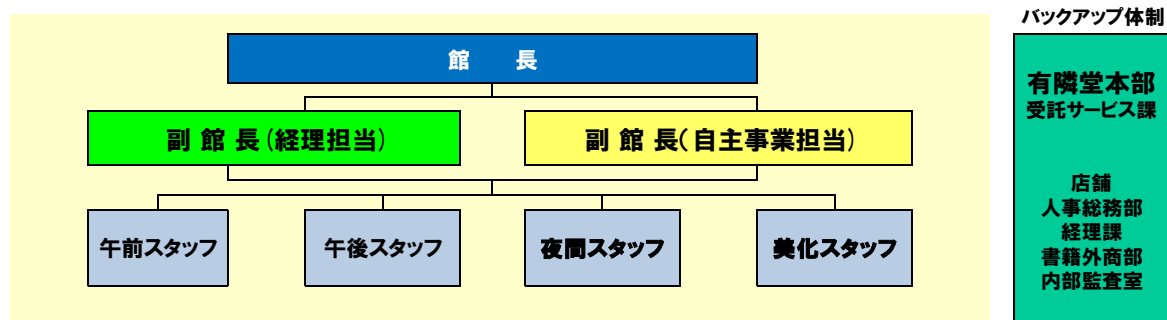 バックアップ体制
館　　長
副 館 長(経理担当)
副 館 長(自主事業担当)
午前スタッフ
午後スタッフ
夜間スタッフ
美化スタッフ
有隣堂本部
受託サービス課
店舗
人事総務部
経理課
書籍外商部
内部監査室